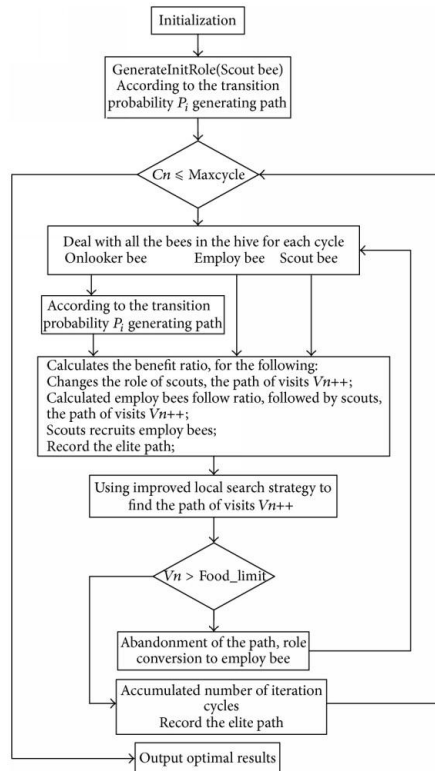 Initialization
GenerateInitRole(Scout bee)
According to the transition
probability Pi generating path
Cn ⩽ Maxcycle
Deal with all the bees in the hive for each cycle
Onlooker bee Employ bee Scout bee
According to the transition
probability Pi generating path
Calculates the benefit ratio, for the following:
Changes the role of scouts, the path of visits Vn++;
Calculated employ bees follow ratio, followed by scouts,
the path of visits Vn++;
Scouts recruits employ bees;
Record the elite path;
Using improved local search strategy to
find the path of visits Vn++
Vn > Food_limit
Abandonment of the path, role
conversion to employ bee
Accumulated number of iteration
cycles
Record the elite path
Output optimal results